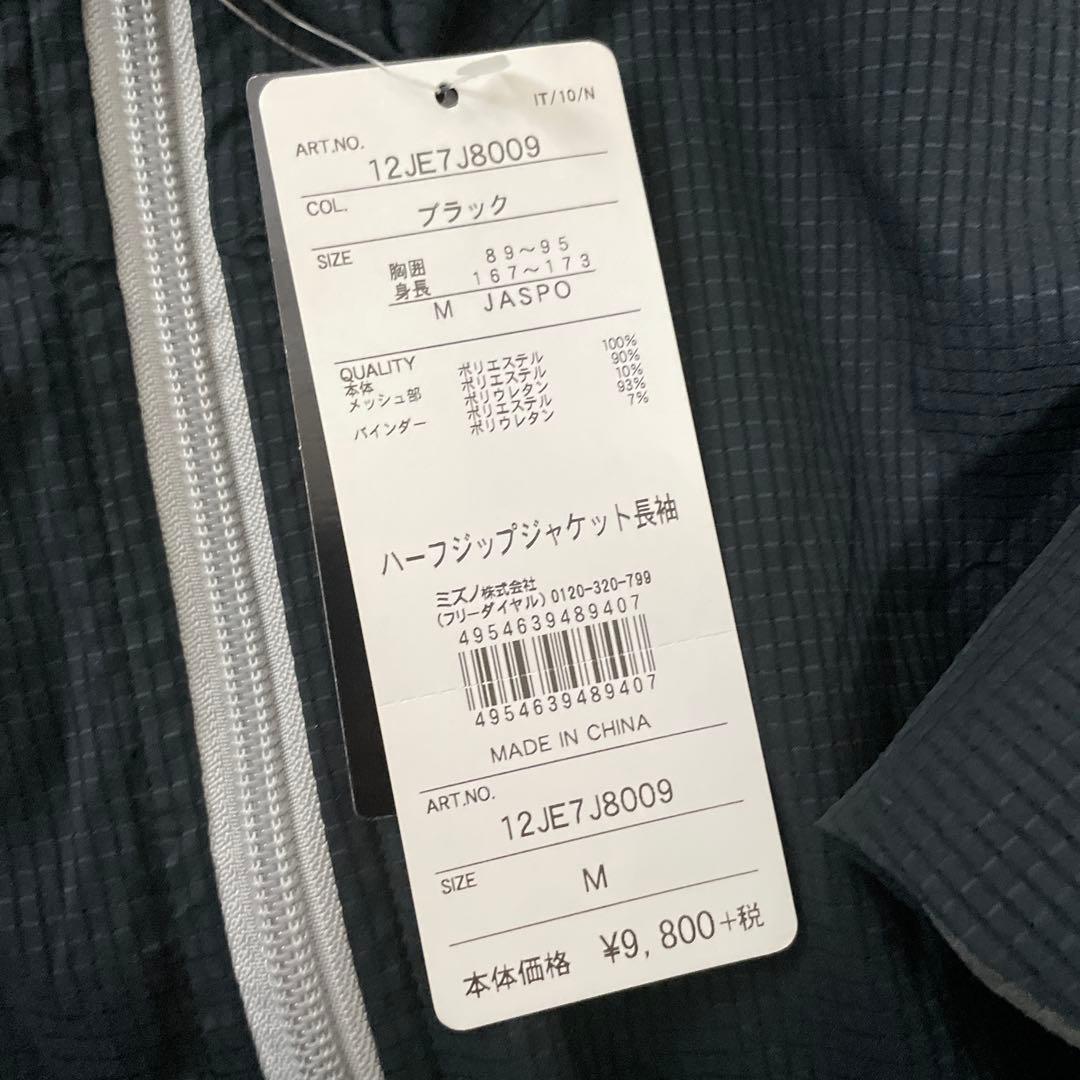 IT/10/N
ART.NO.
12JE7J8009
COL.
ブラック
SIZE
胸囲 89～95
身長 167～173
M JASPO
QUALITY
本体 ポリエステル 100%
メッシュ部 ポリエステル 90%
ポリウレタン 10%
バインダー ポリエステル 93%
ポリウレタン 7%
ハーフジップジャケット長袖
ミズノ株式会社
(フリーダイヤル)0120-320-799
4954639489407
4954639489407
MADE IN CHINA
ART.NO.
12JE7J8009
SIZE
M
本体価格 ¥9,800+税